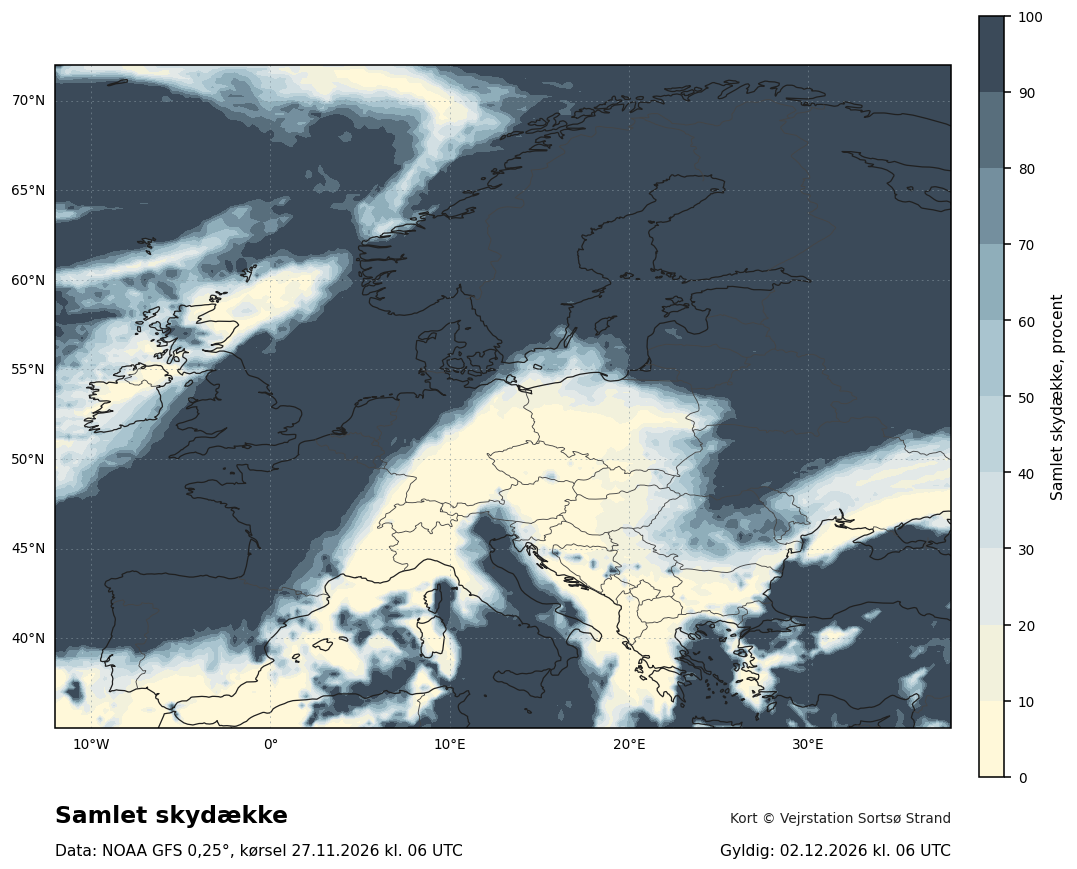 100
90
80
70
60
50
40
30
20
10
0
Samlet skydække, procent
70°N
65°N
60°N
55°N
50°N
45°N
40°N
10°W
0°
10°E
20°E
30°E
Samlet skydække
Kort © Vejrstation Sortsø Strand
Data: NOAA GFS 0,25°, kørsel 27.11.2026 kl. 06 UTC
Gyldig: 02.12.2026 kl. 06 UTC